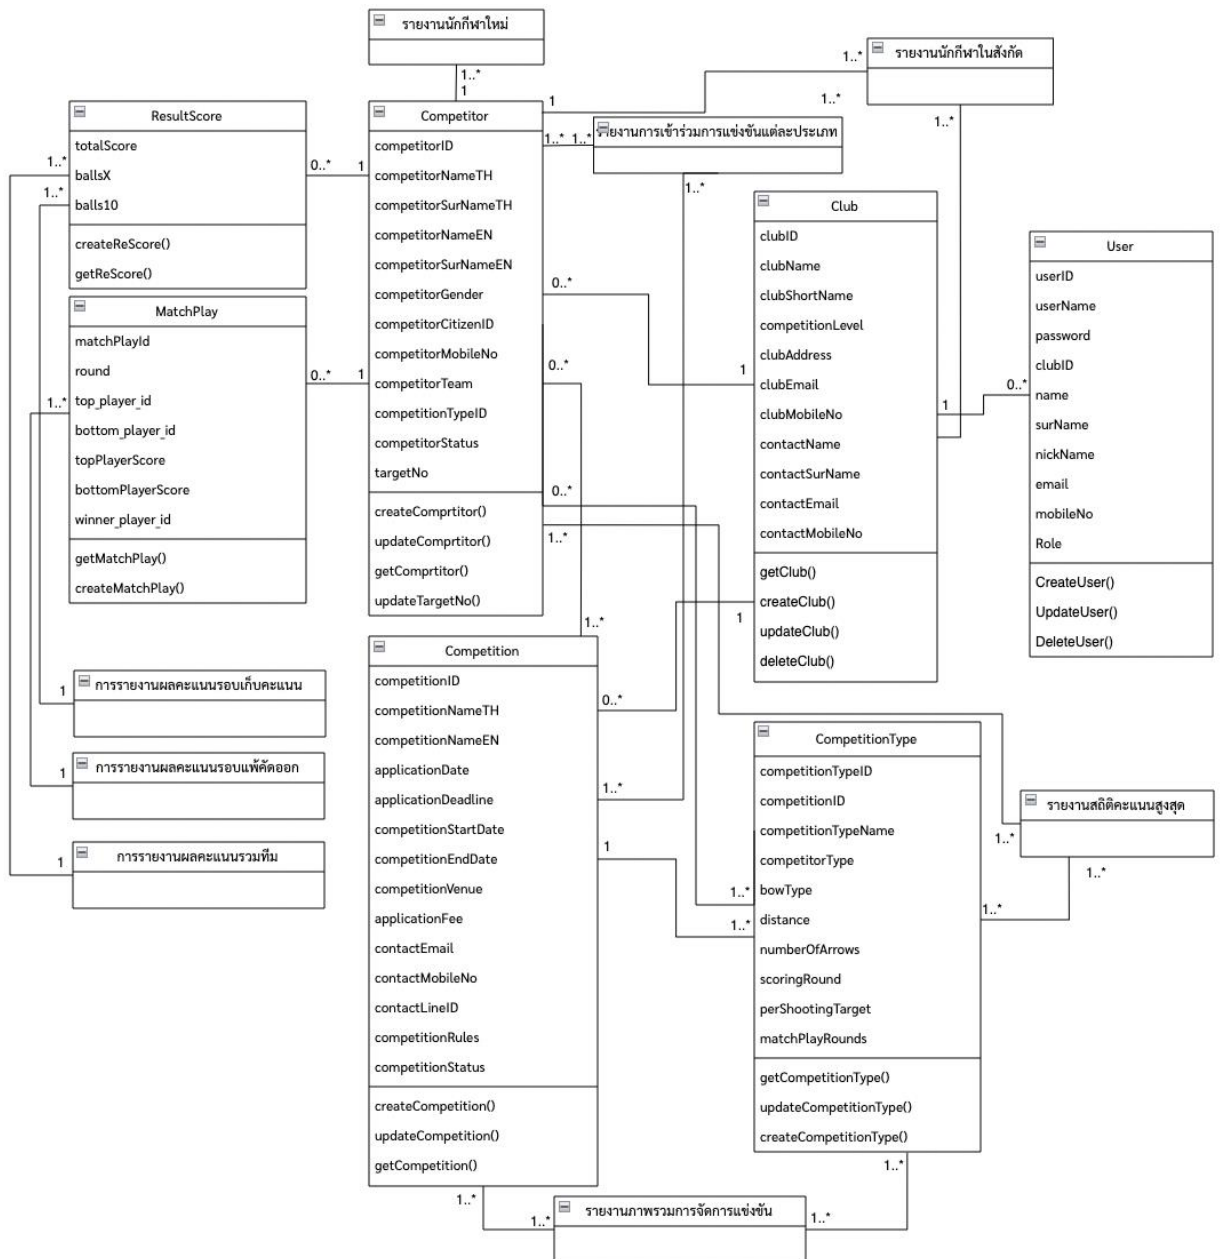 รายงานนักกีฬาใหม่
1..*
1
รายงานนักกีฬาในสังกัด
1..*
1
1..*
1..*
รายงานการเข้าร่วมการแข่งขันแต่ละประเภท
1..*
1..*
1..*
ResultScore
totalScore
ballsX
balls10
createReScore()
getReScore()
1..*
1..*
0..*
1
MatchPlay
matchPlayId
round
top_player_id
bottom_player_id
topPlayerScore
bottomPlayerScore
winner_player_id
getMatchPlay()
createMatchPlay()
1..*
0..*
1
Competitor
competitorID
competitorNameTH
competitorSurNameTH
competitorNameEN
competitorSurNameEN
competitorGender
competitorCitizenID
competitorMobileNo
competitorTeam
competitionTypeID
competitorStatus
targetNo
createComprtitor()
updateComprtitor()
getComprtitor()
updateTargetNo()
0..*
0..*
0..*
1..*
1..*
Club
clubID
clubName
clubShortName
competitionLevel
clubAddress
clubEmail
clubMobileNo
contactName
contactSurName
contactEmail
contactMobileNo
getClub()
createClub()
updateClub()
deleteClub()
1
1
1
0..*
User
userID
userName
password
clubID
name
surName
nickName
email
mobileNo
Role
CreateUser()
UpdateUser()
DeleteUser()
การรายงานผลคะแนนรอบเก็บคะแนน
1
การรายงานผลคะแนนรอบแพ้คัดออก
1
การรายงานผลคะแนนรวมทีม
1
Competition
competitionID
competitionNameTH
competitionNameEN
applicationDate
applicationDeadline
competitionStartDate
competitionEndDate
competitionVenue
applicationFee
contactEmail
contactMobileNo
contactLineID
competitionRules
competitionStatus
createCompetition()
updateCompetition()
getCompetition()
0..*
1..*
1
1..*
1..*
CompetitionType
competitionTypeID
competitionID
competitionTypeName
competitorType
bowType
distance
numberOfArrows
scoringRound
perShootingTarget
matchPlayRounds
getCompetitionType()
updateCompetitionType()
createCompetitionType()
รายงานสถิติคะแนนสูงสุด
1..*
1..*
1..*
1..*
1..*
รายงานภาพรวมการจัดการแข่งขัน
1..*
1..*